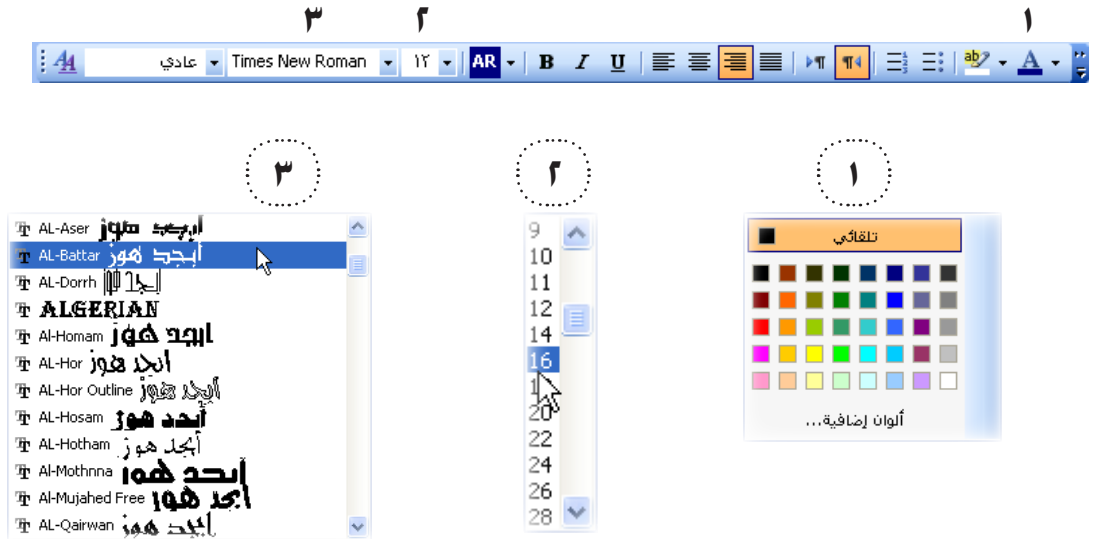 ٣ ٢ ١
عادي Times New Roman ١٢ AR B I U ab A
٣ ٢ ١
AL-Aser أبجد هوز
AL-Battar أبجد هوز
AL-Dorrh أبجد
ALGERIAN
Al-Homam أبجد هوز
AL-Hor أبجد هوز
AL-Hor Outline أبجد هوز
AL-Hosam أبجد هوز
AL-Hotham أبجد هوز
Al-Mothnna أبجد هوز
Al-Mujahed Free أبجد هوز
AL-Qairwan أبجد هوز
9
10
11
12
14
16
20
22
24
26
28
تلقائي
ألوان إضافية...